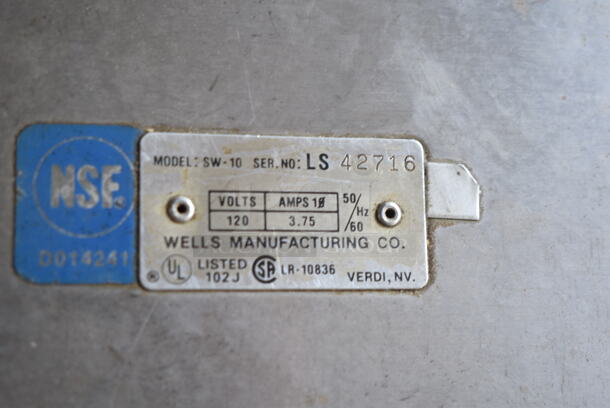 NSF.
D014241
MODEL: SW-10 SER. NO: LS 42716
VOLTS AMPS 1Ø 50/60 Hz
120 3.75
WELLS MANUFACTURING CO.
® UL LISTED 102J SA LR-10836 VERDI, NV.